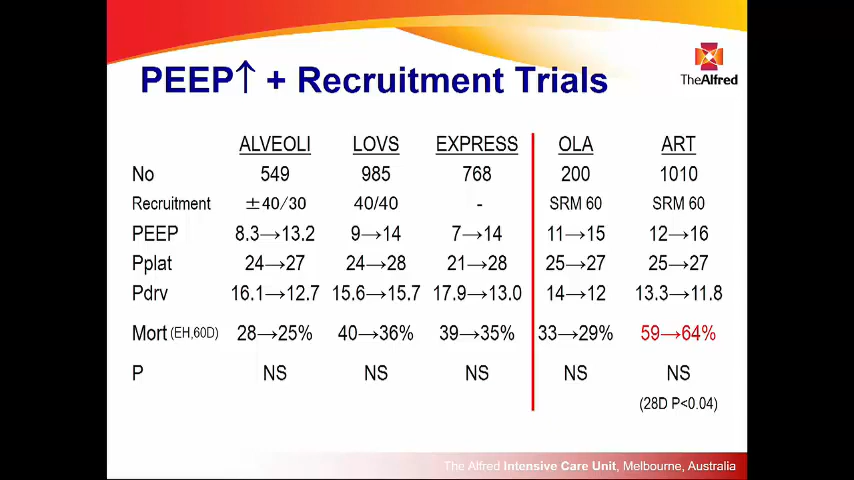 PEEP↑ + Recruitment Trials
TheAlfred
ALVEOLI LOVS EXPRESS OLA ART
No 549 985 768 200 1010
Recruitment ±40/30 40/40 - SRM 60 SRM 60
PEEP 8.3→13.2 9→14 7→14 11→15 12→16
Pplat 24→27 24→28 21→28 25→27 25→27
Pdrv 16.1→12.7 15.6→15.7 17.9→13.0 14→12 13.3→11.8
Mort (EH,60D) 28→25% 40→36% 39→35% 33→29% 59→64%
P NS NS NS NS NS
(28D P<0.04)
The Alfred Intensive Care Unit, Melbourne, Australia